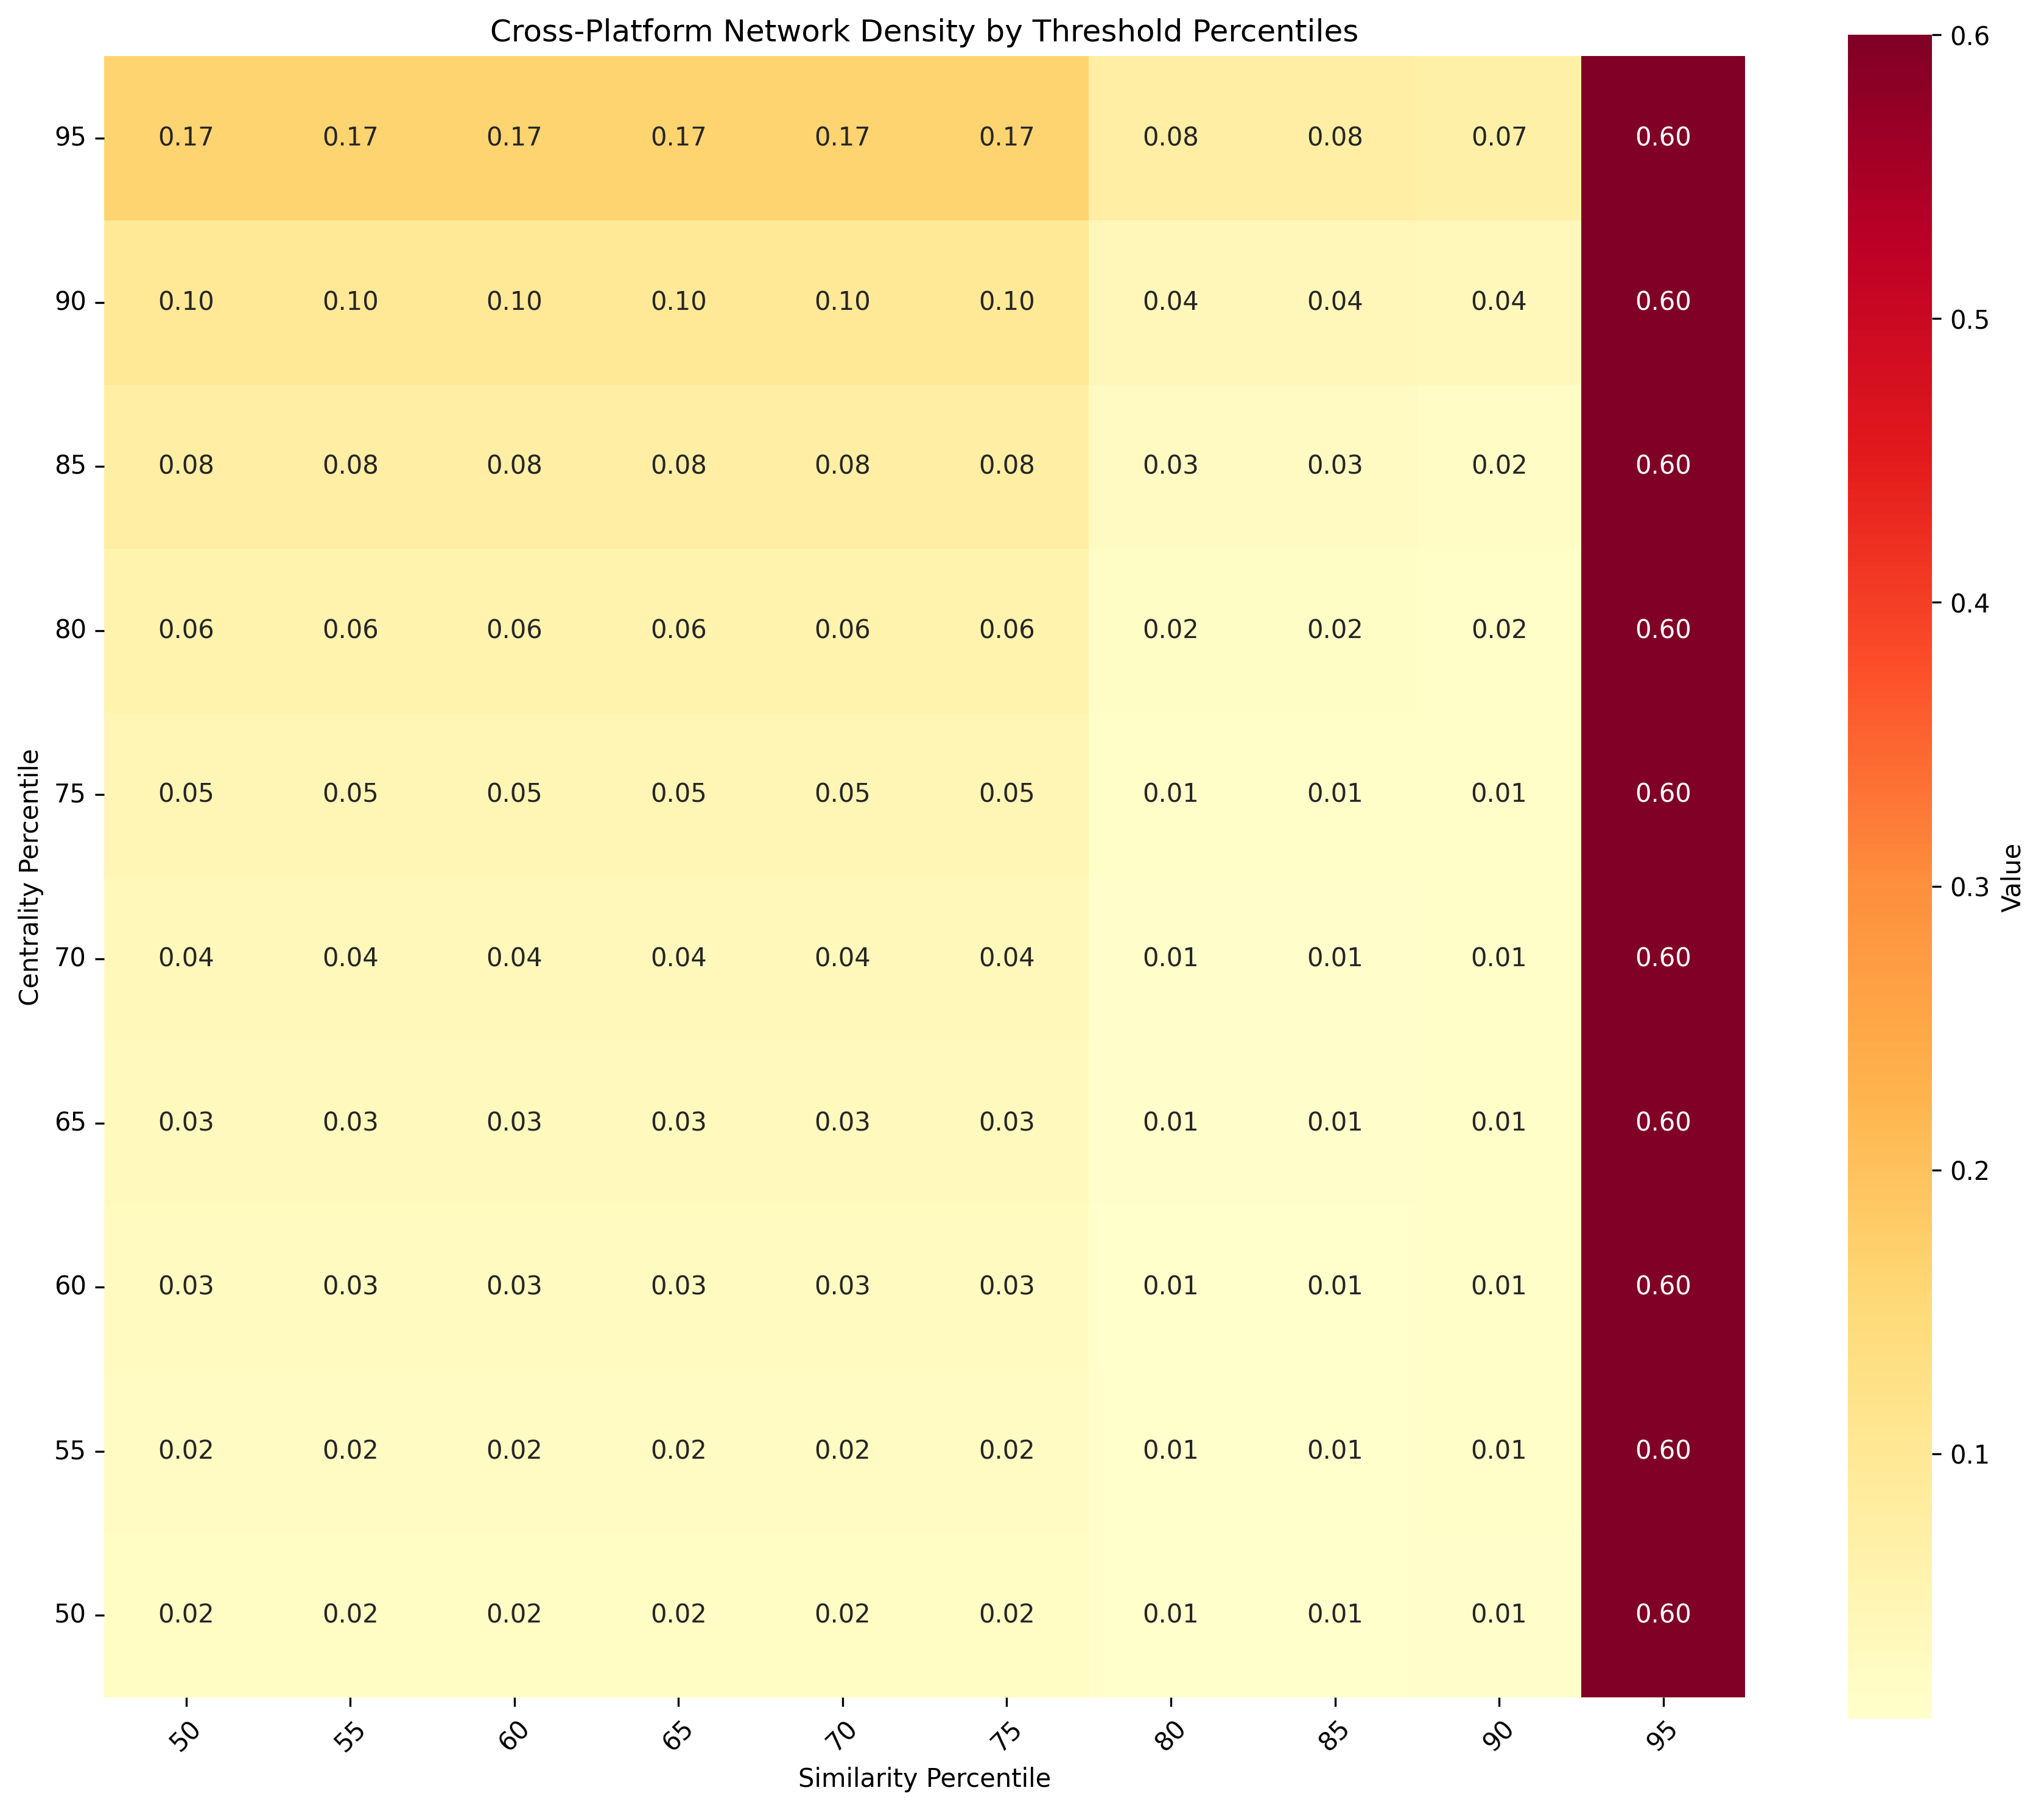 Cross-Platform Network Density by Threshold Percentiles
95 0.17 0.17 0.17 0.17 0.17 0.17 0.08 0.08 0.07 0.60
90 0.10 0.10 0.10 0.10 0.10 0.10 0.04 0.04 0.04 0.60
85 0.08 0.08 0.08 0.08 0.08 0.08 0.03 0.03 0.02 0.60
80 0.06 0.06 0.06 0.06 0.06 0.06 0.02 0.02 0.02 0.60
75 0.05 0.05 0.05 0.05 0.05 0.05 0.01 0.01 0.01 0.60
70 0.04 0.04 0.04 0.04 0.04 0.04 0.01 0.01 0.01 0.60
65 0.03 0.03 0.03 0.03 0.03 0.03 0.01 0.01 0.01 0.60
60 0.03 0.03 0.03 0.03 0.03 0.03 0.01 0.01 0.01 0.60
55 0.02 0.02 0.02 0.02 0.02 0.02 0.01 0.01 0.01 0.60
50 0.02 0.02 0.02 0.02 0.02 0.02 0.01 0.01 0.01 0.60
50 55 60 65 70 75 80 85 90 95
Similarity Percentile
Centrality Percentile
0.6
0.5
0.4
0.3
0.2
0.1
Value